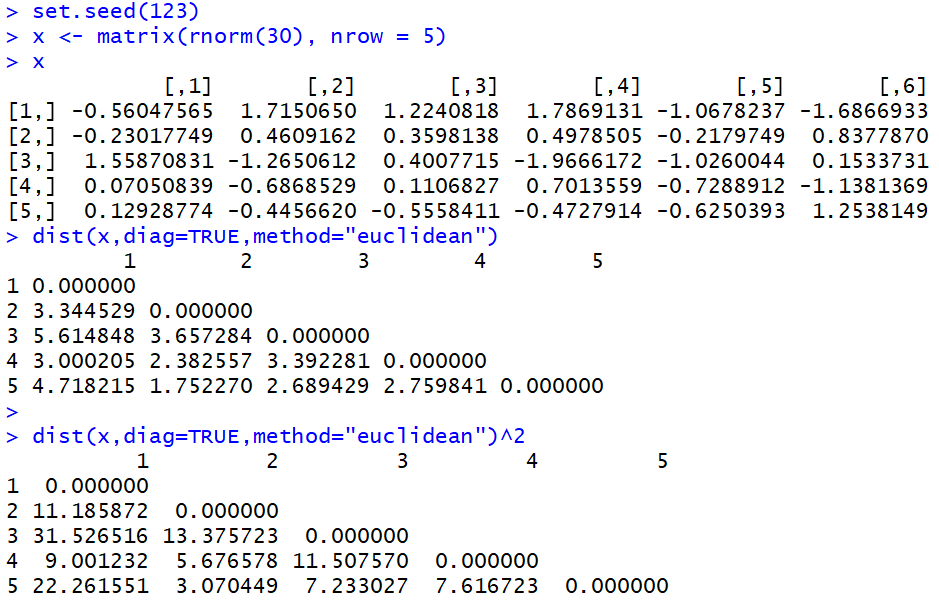 > set.seed(123)
> x <- matrix(rnorm(30), nrow = 5)
> x
            [,1]       [,2]       [,3]       [,4]       [,5]       [,6]
[1,] -0.56047565  1.7150650  1.2240818  1.7869131 -1.0678237 -1.6866933
[2,] -0.23017749  0.4609162  0.3598138  0.4978505 -0.2179749  0.8377870
[3,]  1.55870831 -1.2650612  0.4007715 -1.9666172 -1.0260044  0.1533731
[4,]  0.07050839 -0.6868529  0.1106827  0.7013559 -0.7288912 -1.1381369
[5,]  0.12928774 -0.4456620 -0.5558411 -0.4727914 -0.6250393  1.2538149
> dist(x,diag=TRUE,method="euclidean")
         1        2        3        4        5
1 0.000000
2 3.344529 0.000000
3 5.614848 3.657284 0.000000
4 3.000205 2.382557 3.392281 0.000000
5 4.718215 1.752270 2.689429 2.759841 0.000000
>
> dist(x,diag=TRUE,method="euclidean")^2
          1         2         3         4         5
1  0.000000
2 11.185872  0.000000
3 31.526516 13.375723  0.000000
4  9.001232  5.676578 11.507570  0.000000
5 22.261551  3.070449  7.233027  7.616723  0.000000